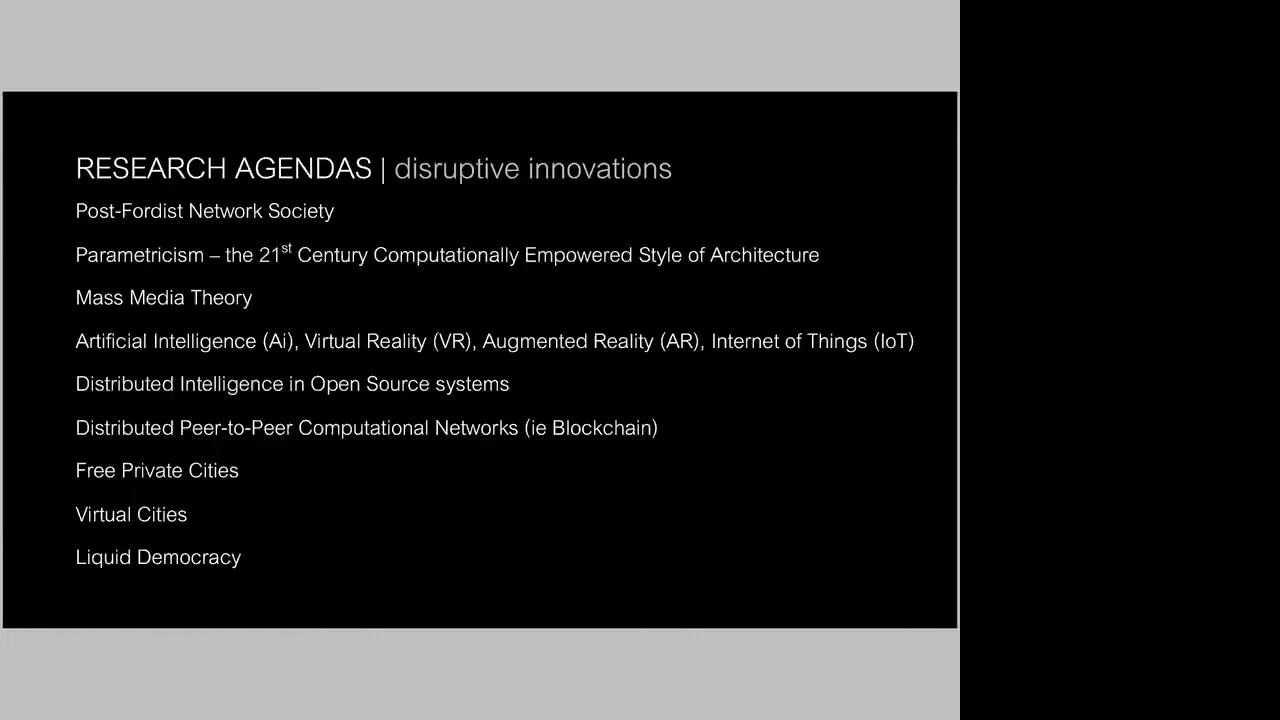 RESEARCH AGENDAS | disruptive innovations
Post-Fordist Network Society
Parametricism – the 21st Century Computationally Empowered Style of Architecture
Mass Media Theory
Artificial Intelligence (Ai), Virtual Reality (VR), Augmented Reality (AR), Internet of Things (IoT)
Distributed Intelligence in Open Source systems
Distributed Peer-to-Peer Computational Networks (ie Blockchain)
Free Private Cities
Virtual Cities
Liquid Democracy